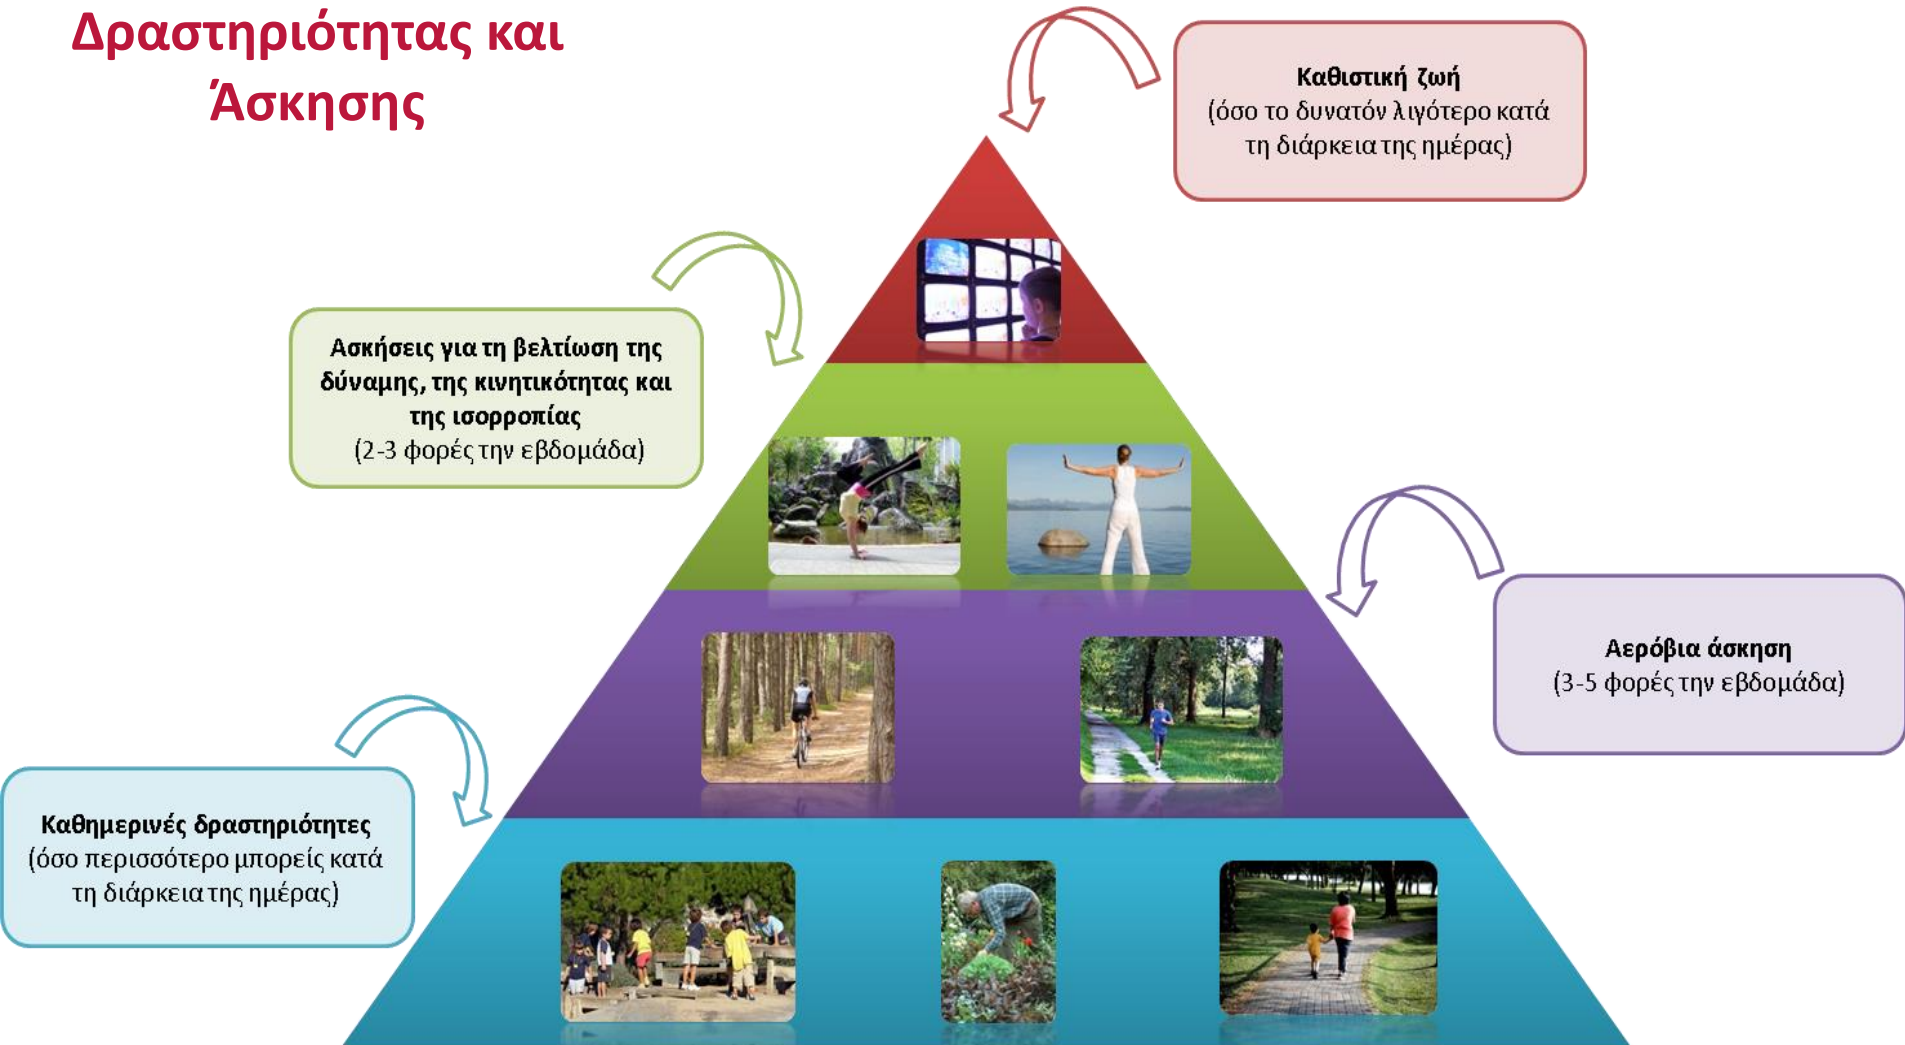 Δραστηριότητας και
Άσκησης
Καθιστική ζωή
(όσο το δυνατόν λιγότερο κατά
τη διάρκεια της ημέρας)
Ασκήσεις για τη βελτίωση της
δύναμης, της κινητικότητας και
της ισορροπίας
(2-3 φορές την εβδομάδα)
Αερόβια άσκηση
(3-5 φορές την εβδομάδα)
Καθημερινές δραστηριότητες
(όσο περισσότερο μπορείς κατά
τη διάρκεια της ημέρας)